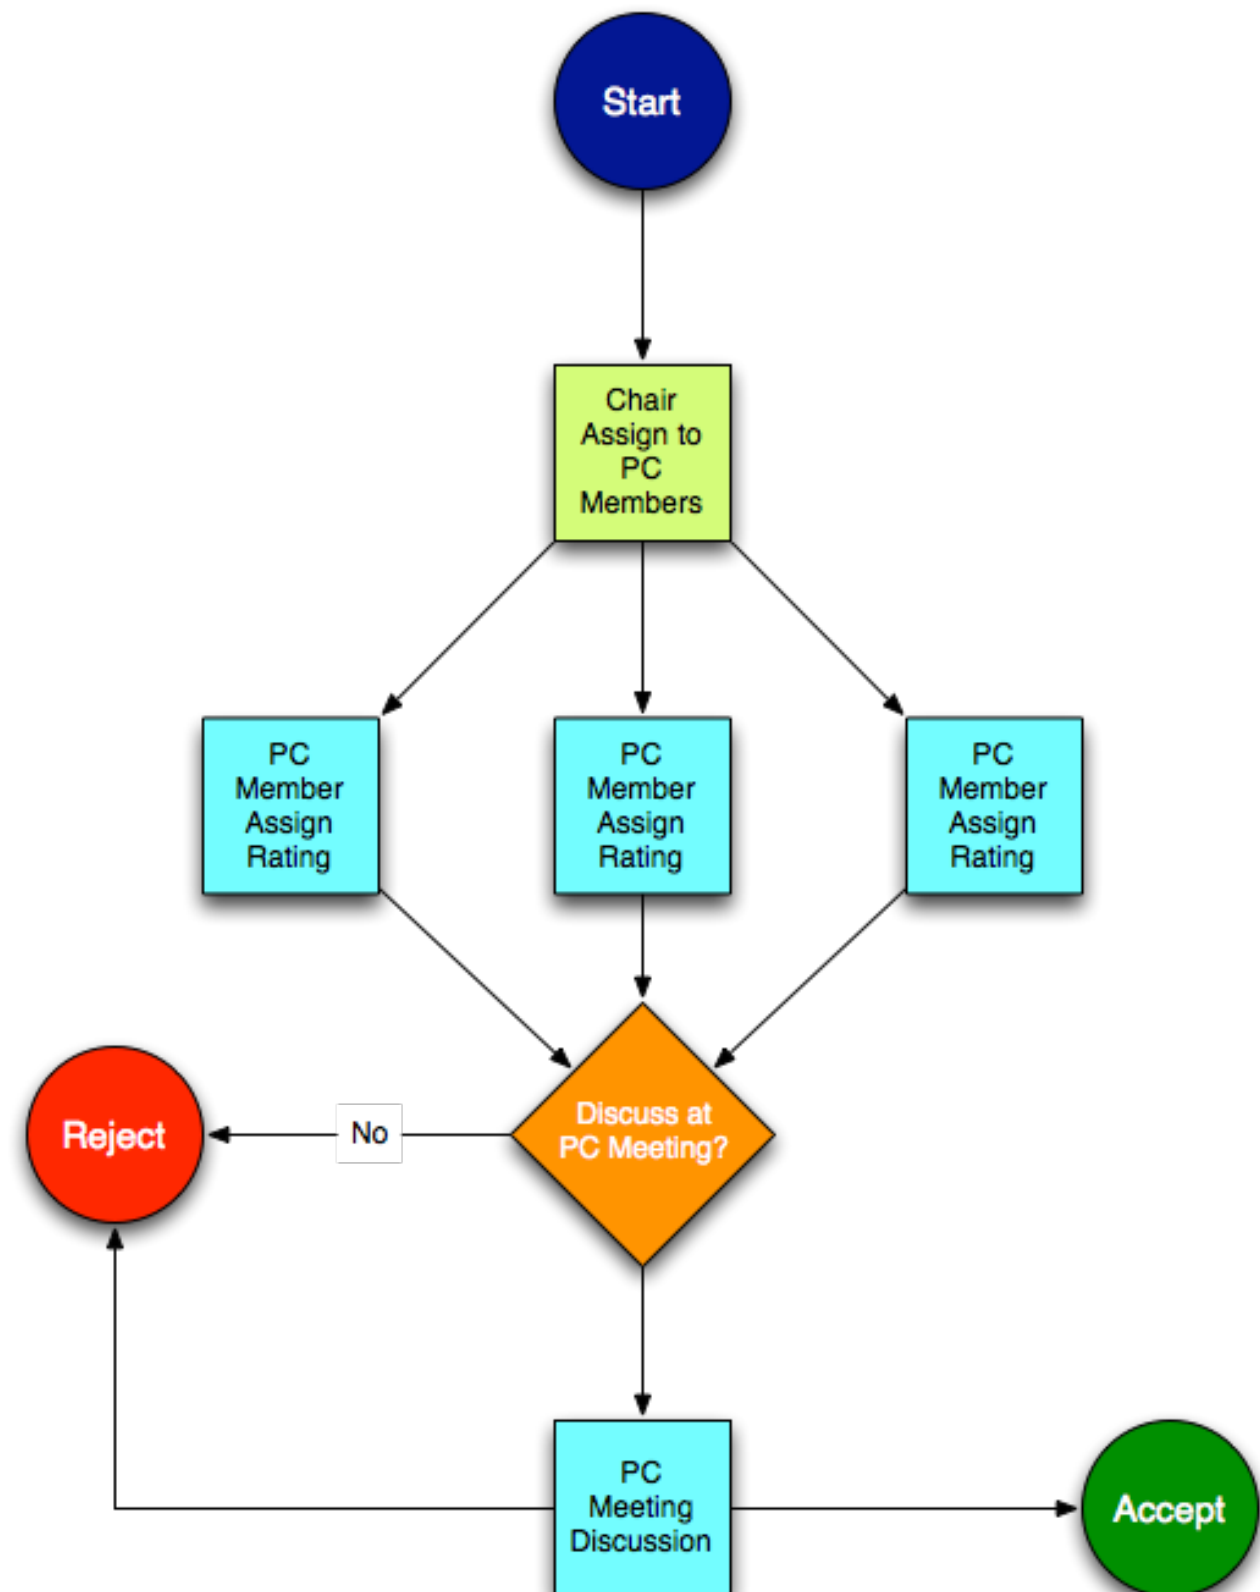 Start
Chair
Assign to
PC
Members
PC
Member
Assign
Rating
PC
Member
Assign
Rating
PC
Member
Assign
Rating
Discuss at
PC Meeting?
No
Reject
PC
Meeting
Discussion
Accept